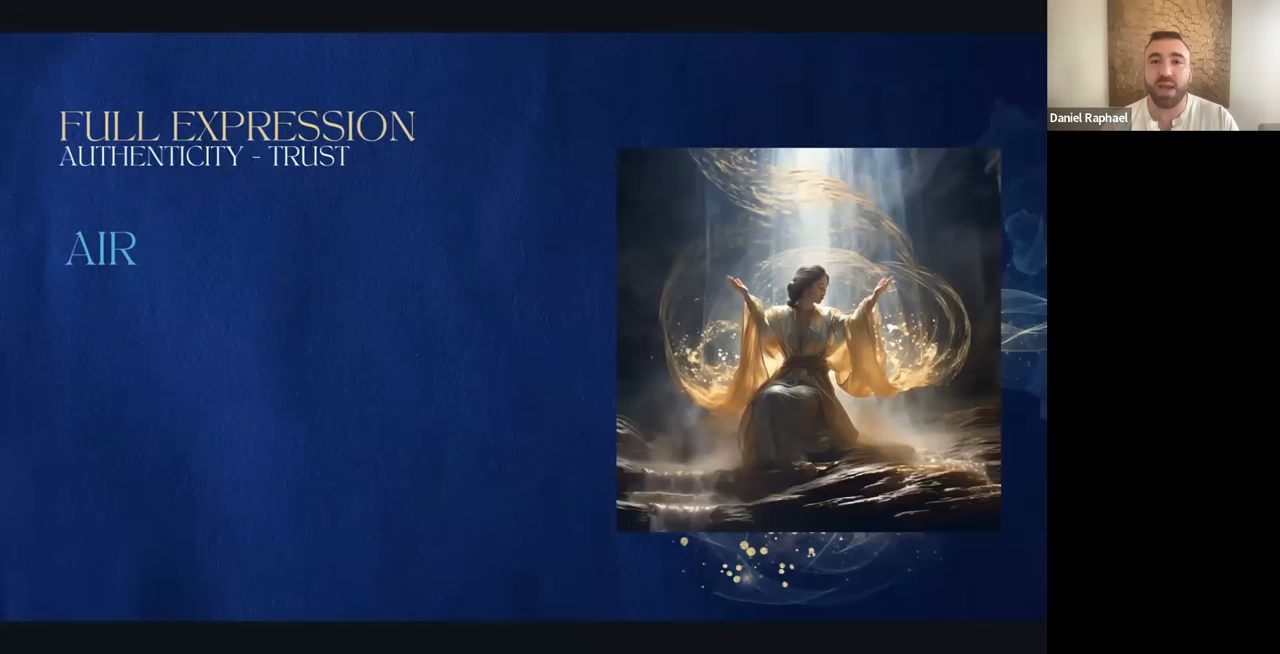 FULL EXPRESSION
AUTHENTICITY - TRUST
AIR
Daniel Raphael